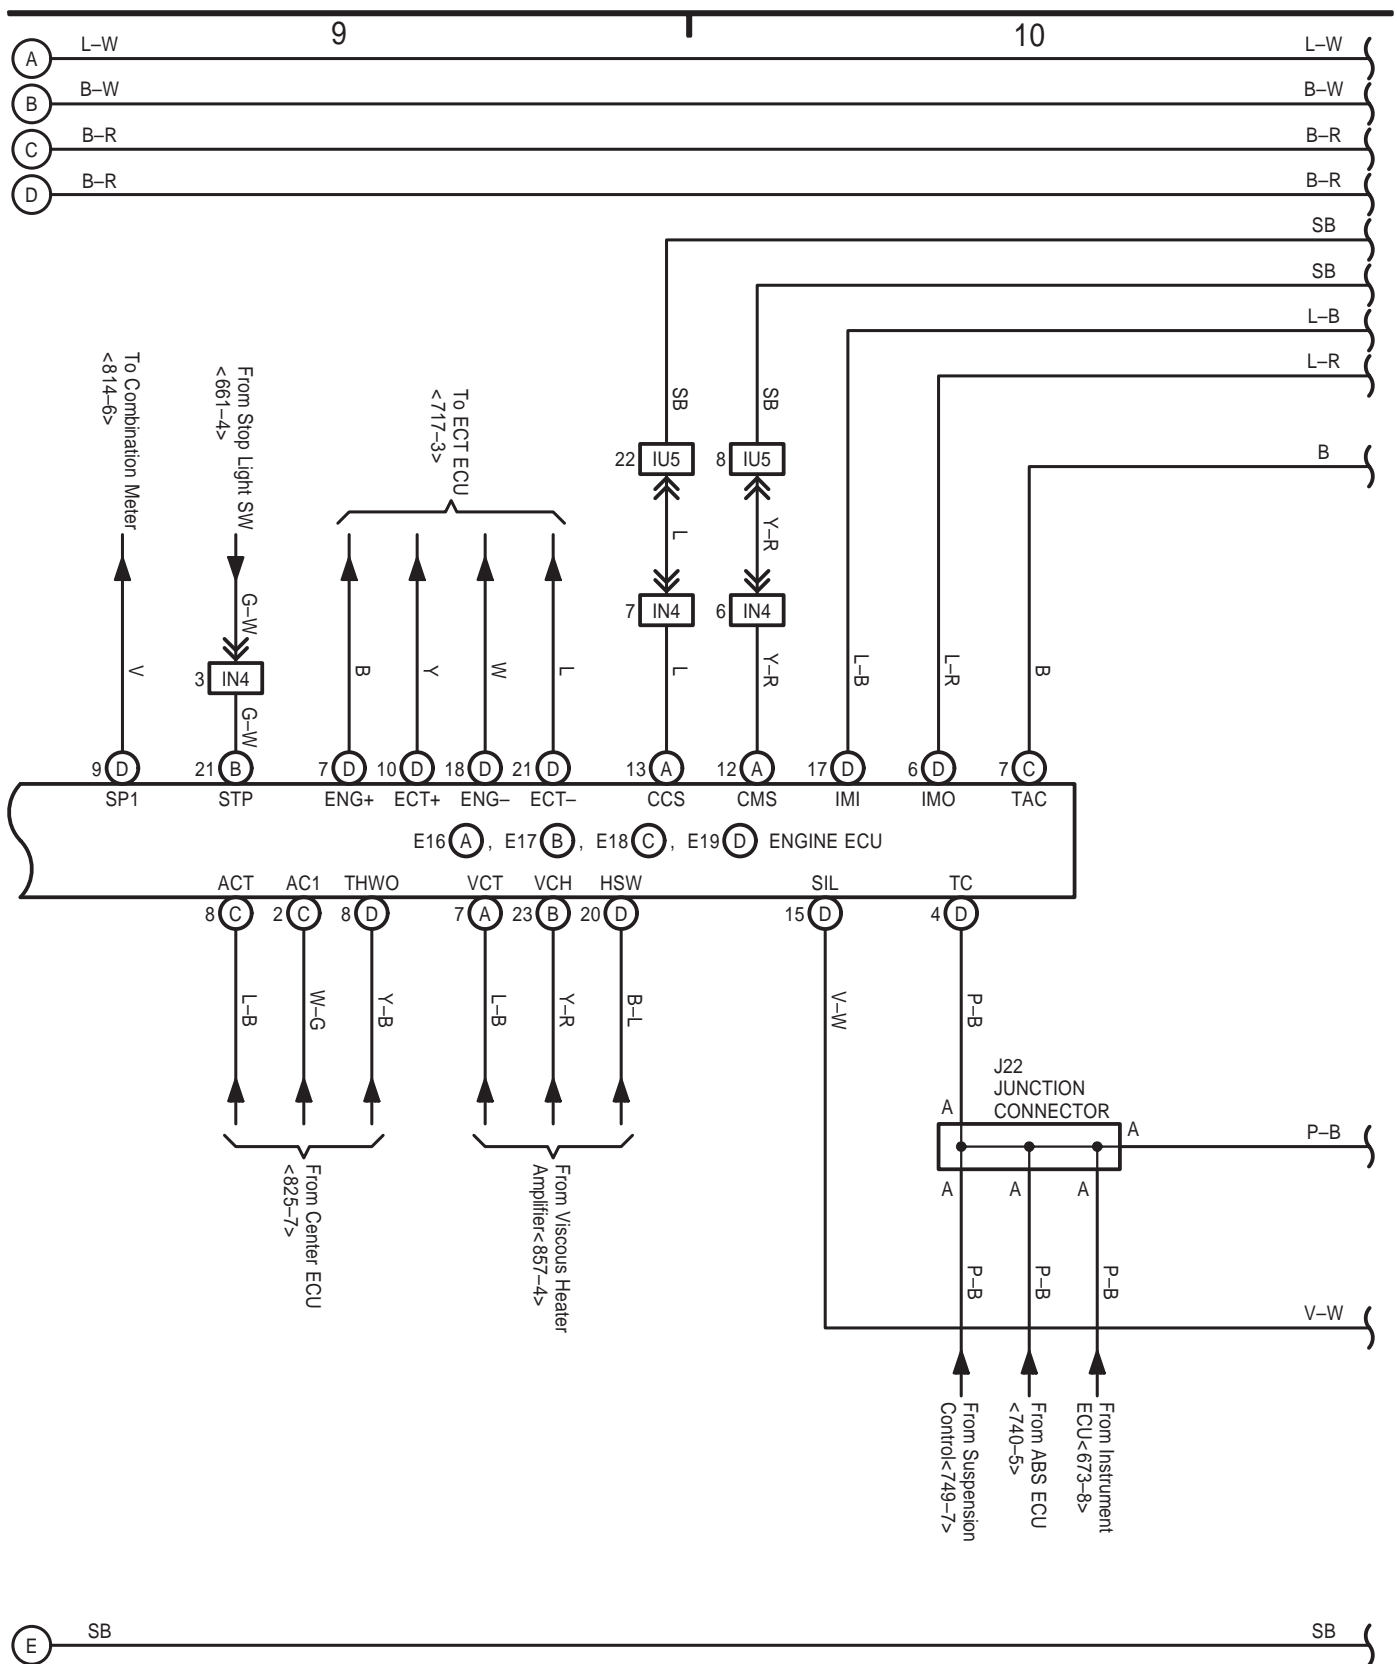 9
10
A
L–W
L–W
B
B–W
B–W
C
B–R
B–R
D
B–R
B–R
SB
SB
L–B
L–R
B
To Combination Meter
<814–6>
From Stop Light SW
<661–4>
To ECT ECU
<717–3>
SB
SB
22 IU5
8 IU5
G–W
L
Y–R
7 IN4
6 IN4
3 IN4
V
G–W
B
Y
W
L
L
Y–R
L–B
L–R
B
9 D
21 B
7 D
10 D
18 D
21 D
13 A
12 A
17 D
6 D
7 C
SP1
STP
ENG+
ECT+
ENG–
ECT–
CCS
CMS
IMI
IMO
TAC
E16 A , E17 B , E18 C , E19 D ENGINE ECU
ACT
AC1
THWO
VCT
VCH
HSW
SIL
TC
8 C
2 C
8 D
7 A
23 B
20 D
15 D
4 D
L–B
W–G
Y–B
L–B
Y–R
B–L
V–W
P–B
J22
JUNCTION
CONNECTOR
A
A
P–B
A
A
A
From Center ECU
<825–7>
From Viscous Heater
Amplifier<857–4>
P–B
P–B
P–B
V–W
From Suspension
Control<749–7>
From ABS ECU
<740–5>
From Instrument
ECU<673–8>
E
SB
SB